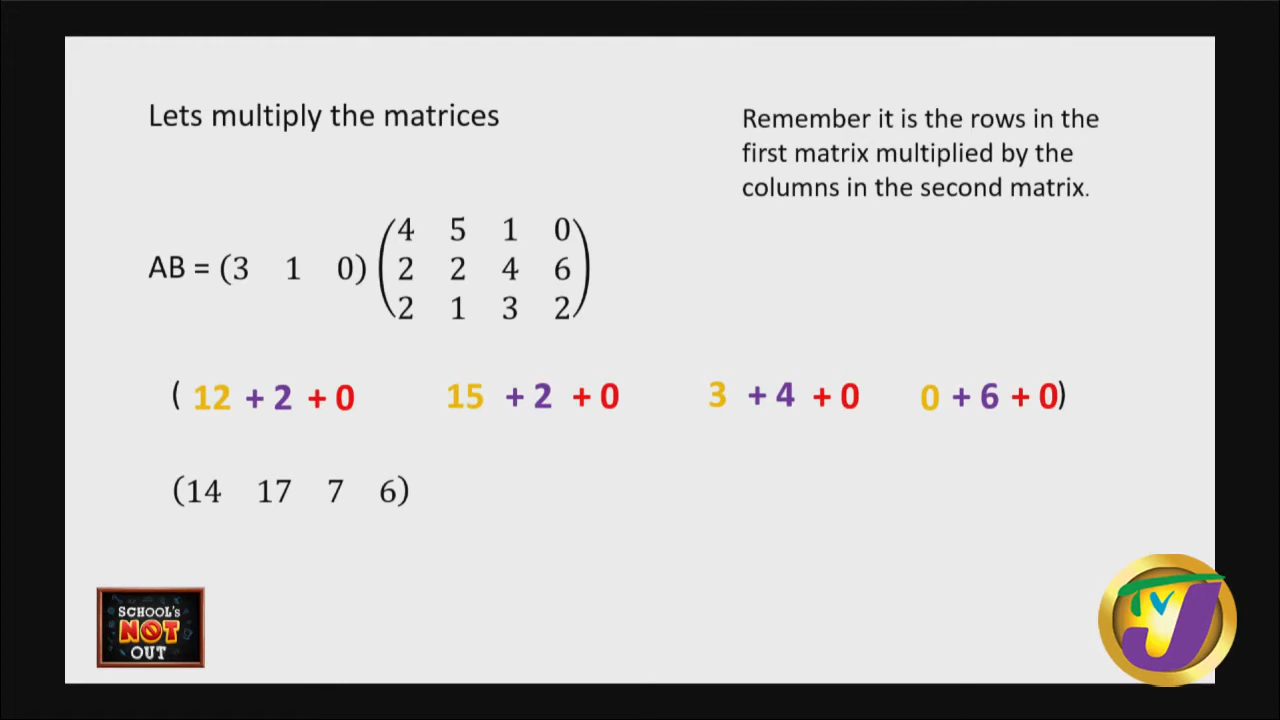 Lets multiply the matrices
Remember it is the rows in the
first matrix multiplied by the
columns in the second matrix.
4 5 1 0
AB = (3 1 0) 2 2 4 6
2 1 3 2
( 12 + 2 + 0 15 + 2 + 0 3 + 4 + 0 0 + 6 + 0)
(14 17 7 6)
SCHOOL's
NOT
OUT
TVJ